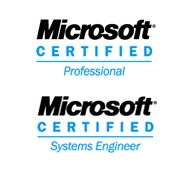 Microsoft®
CERTIFIED
Professional
Microsoft®
CERTIFIED
Systems Engineer